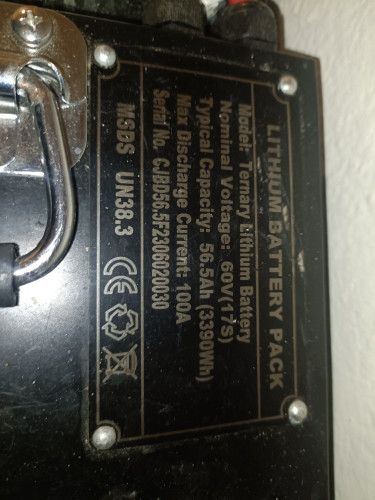 LITHIUM BATTERY PACK
Model: Ternary Lithium Battery
Nominal Voltage: 60V(17S)
Typical Capacity: 56.5Ah (3390Wh)
Max Discharge Current: 100A
Serial No. CJBD56.5F2306020030
MSDS UN38.3